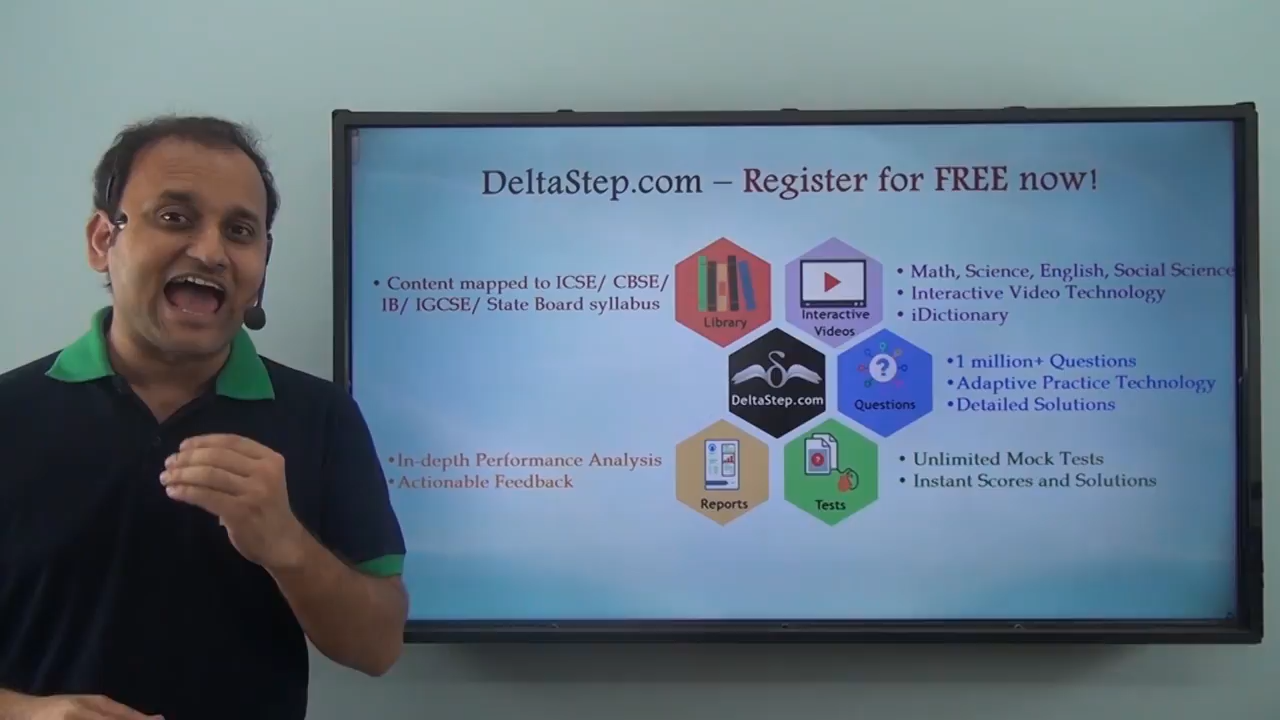 DeltaStep.com – Register for FREE now!
• Content mapped to ICSE/ CBSE/
IB/ IGCSE/ State Board syllabus
Library
Interactive
Videos
• Math, Science, English, Social Science
• Interactive Video Technology
• iDictionary
DeltaStep.com
Questions
•1 million+ Questions
•Adaptive Practice Technology
•Detailed Solutions
•In-depth Performance Analysis
•Actionable Feedback
Reports
Tests
• Unlimited Mock Tests
• Instant Scores and Solutions